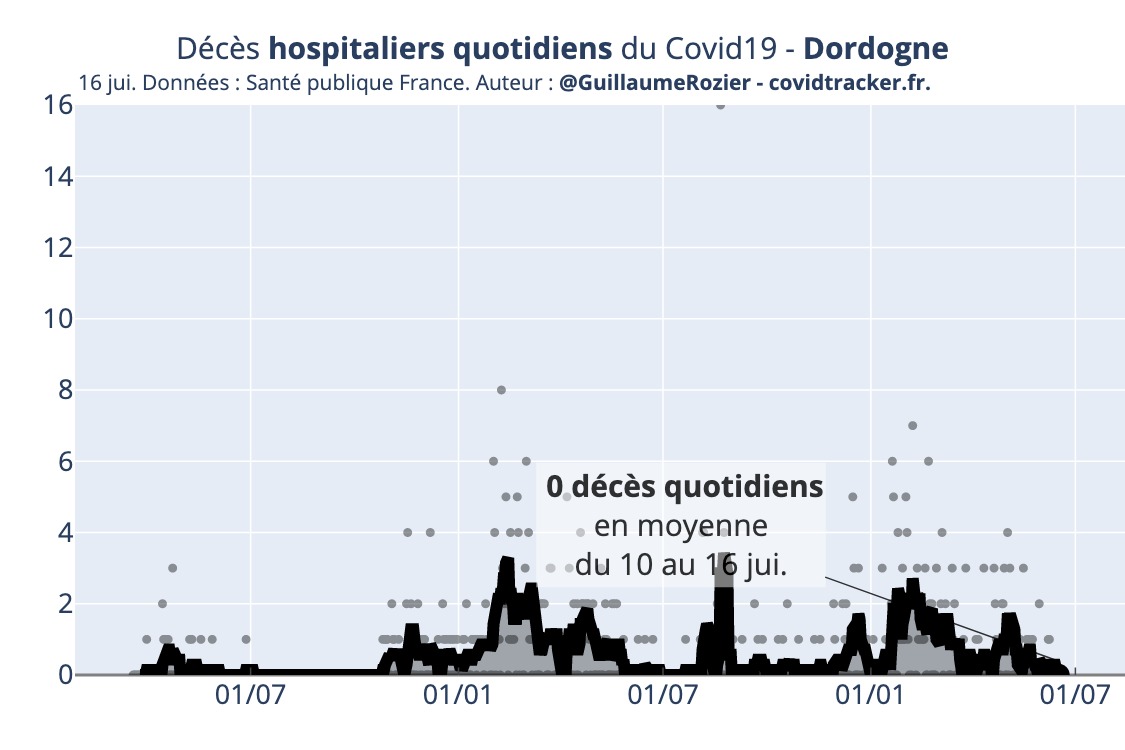 Décès hospitaliers quotidiens du Covid19 - Dordogne
16 jui. Données : Santé publique France. Auteur : @GuillaumeRozier - covidtracker.fr.
16
14
12
10
8
6
0 décès quotidiens
en moyenne
4
du 10 au 16 jui.
2
0
01/07 01/01 01/07 01/01 01/07